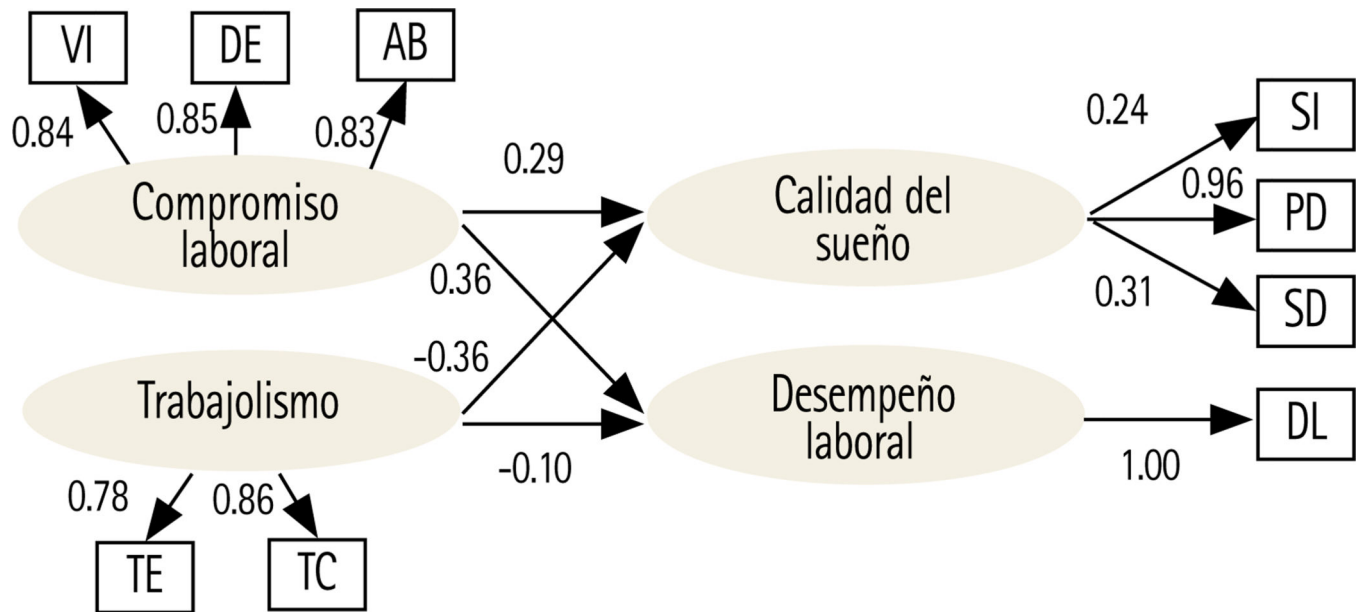 VI
DE
AB
0.84
0.85
0.83
Compromiso
laboral
0.29
0.36
Calidad del
sueño
0.24
0.96
0.31
SI
PD
SD
Trabajolismo
-0.36
-0.10
Desempeño
laboral
1.00
DL
0.78
0.86
TE
TC